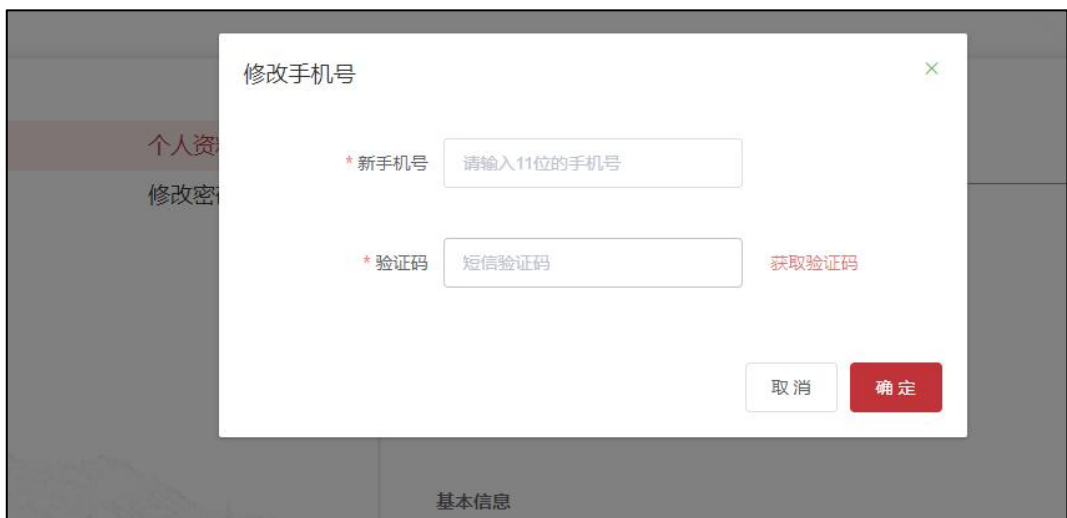 修改手机号
个人资
* 新手机号 请输入11位的手机号
修改密
* 验证码 短信验证码 获取验证码
取消 确定
基本信息